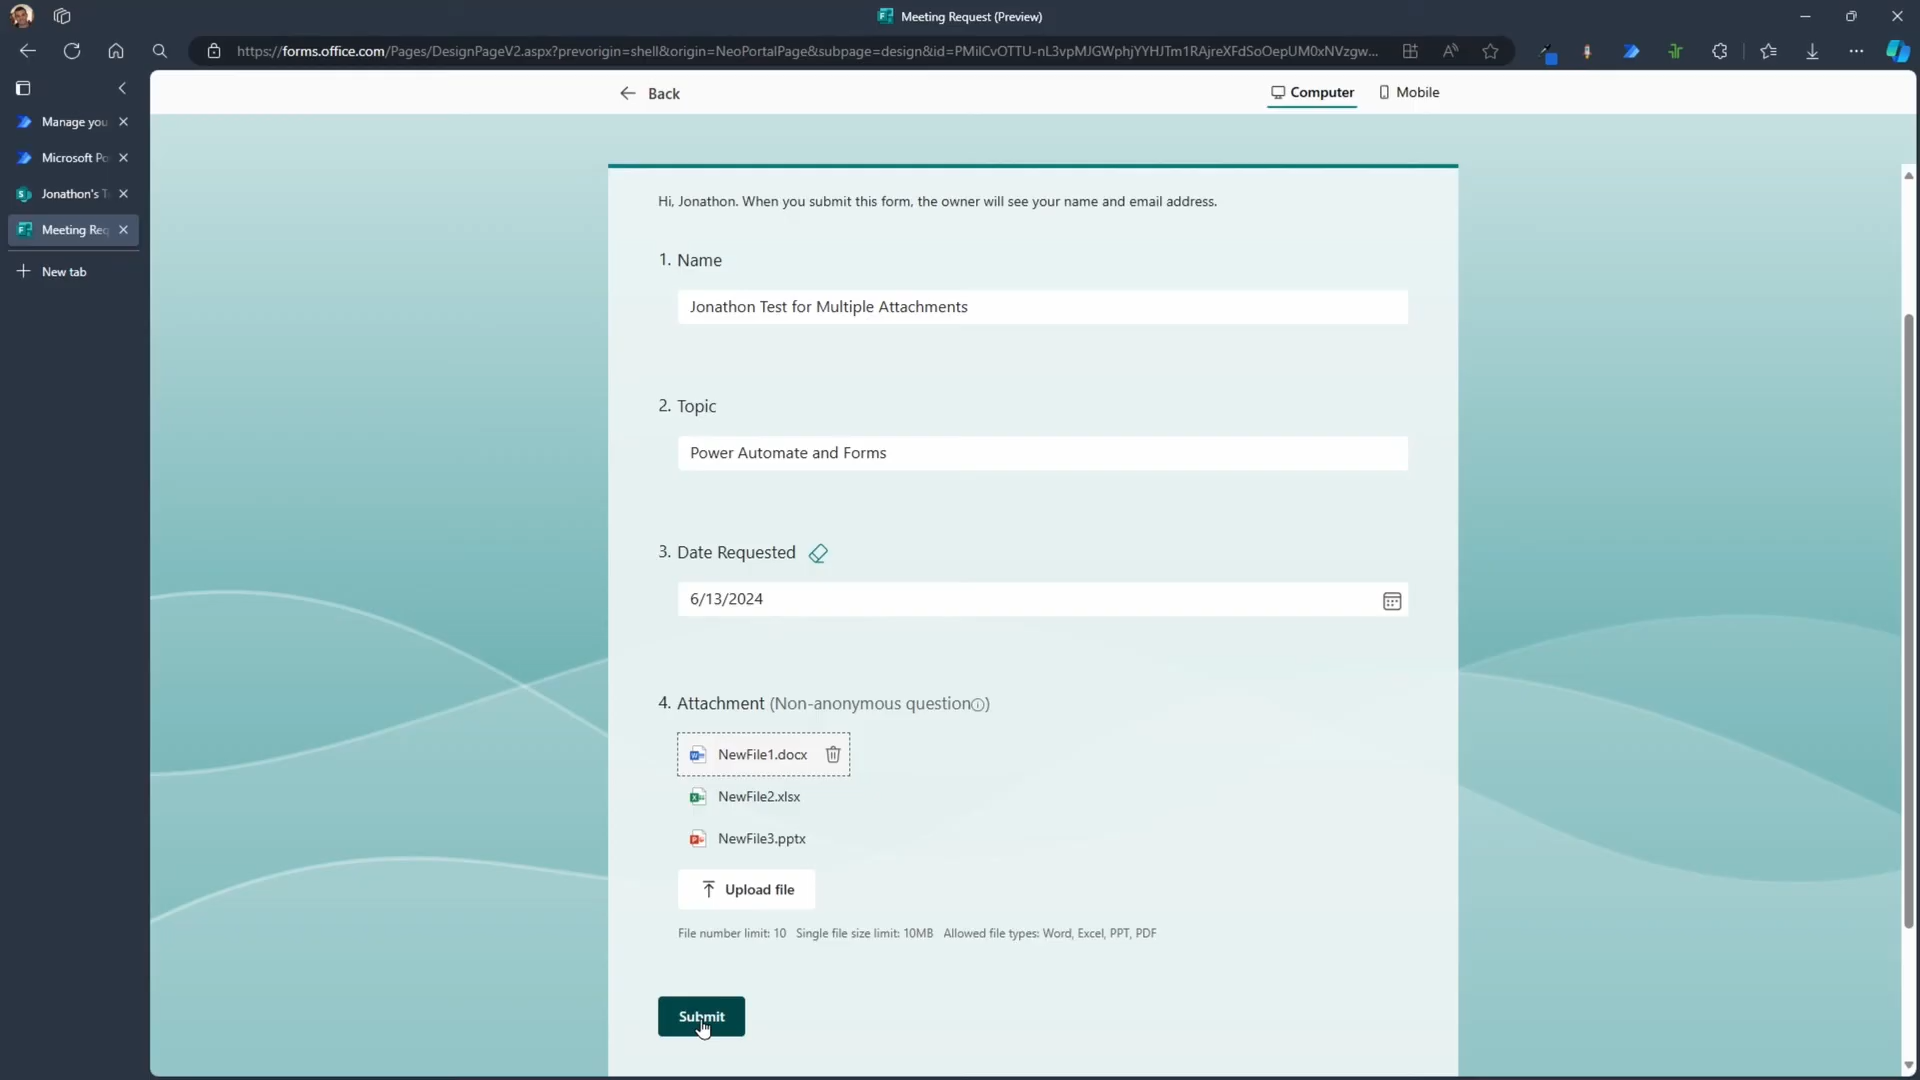 Meeting Request (Preview)
https://forms.office.com/Pages/DesignPageV2.aspx?prevorigin=shell&origin=NeoPortalPage&subpage=design&id=PMilCvOTTU-nL3vpMJGWphjYYHJTm1RAjreXFdSoOepUM0xNVzgw...
Manage you
Microsoft Po
Jonathon's T
Meeting Req
New tab
Back
Computer
Mobile
Hi, Jonathon. When you submit this form, the owner will see your name and email address.
1. Name
Jonathon Test for Multiple Attachments
2. Topic
Power Automate and Forms
3. Date Requested
6/13/2024
4. Attachment (Non-anonymous question)
NewFile1.docx
NewFile2.xlsx
NewFile3.pptx
Upload file
File number limit: 10 Single file size limit: 10MB Allowed file types: Word, Excel, PPT, PDF
Submit